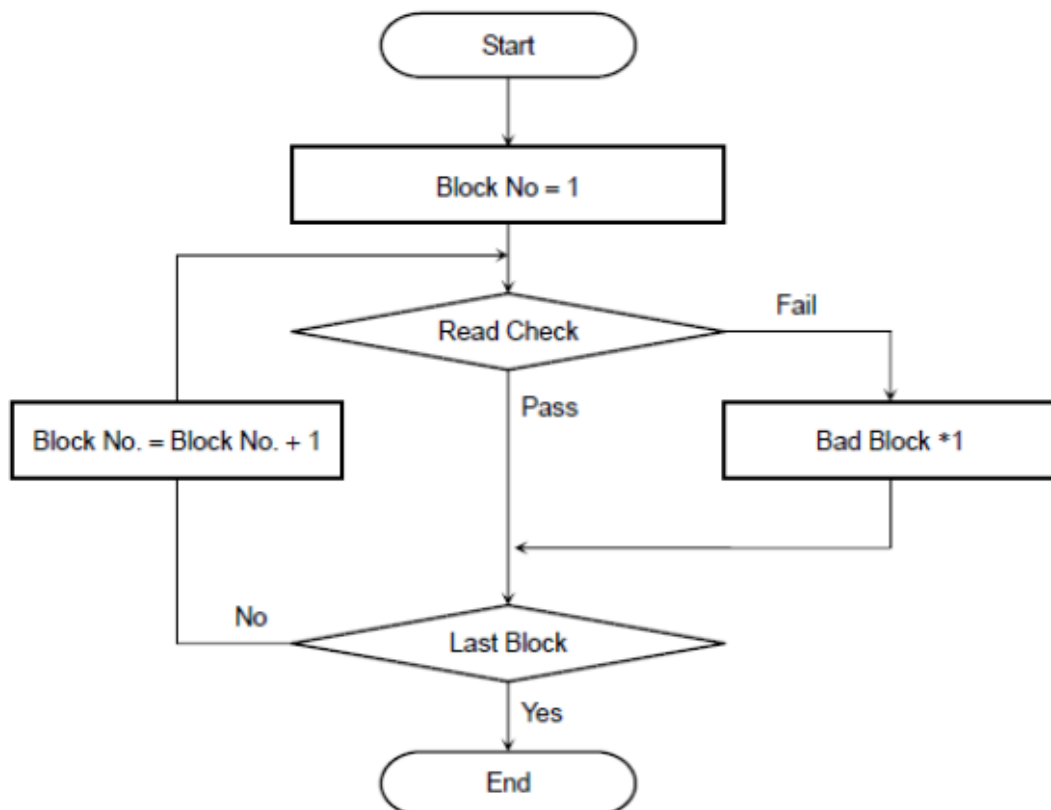 Start
Block No = 1
Read Check
Fail
Pass
Block No. = Block No. + 1
Bad Block *1
No
Last Block
Yes
End